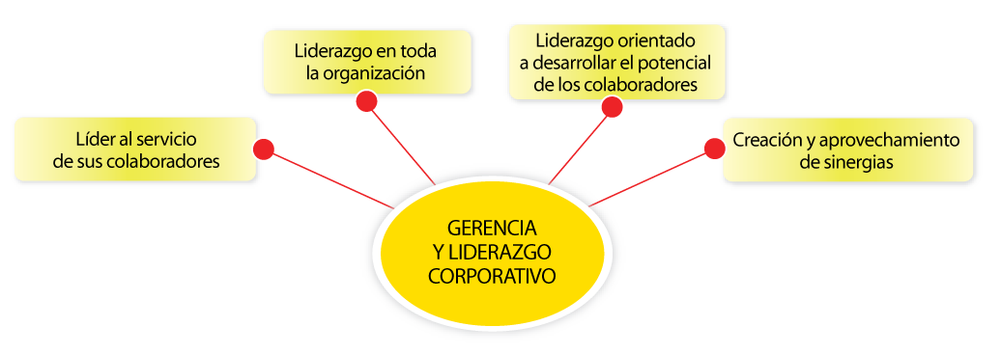 Liderazgo en toda
la organización
Liderazgo orientado
a desarrollar el potencial
de los colaboradores
Líder al servicio
de sus colaboradores
Creación y aprovechamiento
de sinergias
GERENCIA
Y LIDERAZGO
CORPORATIVO